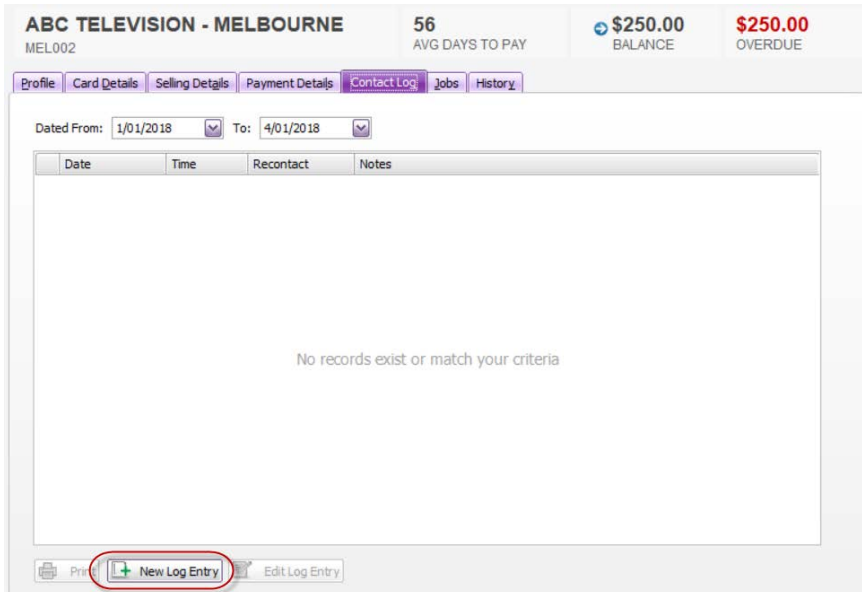 ABC TELEVISION - MELBOURNE 56 $250.00 $250.00
MEL002 AVG DAYS TO PAY BALANCE OVERDUE
Profile Card Details Selling Details Payment Details Contact Log Jobs History
Dated From: 1/01/2018 To: 4/01/2018
Date Time Recontact Notes
No records exist or match your criteria
Print New Log Entry Edit Log Entry